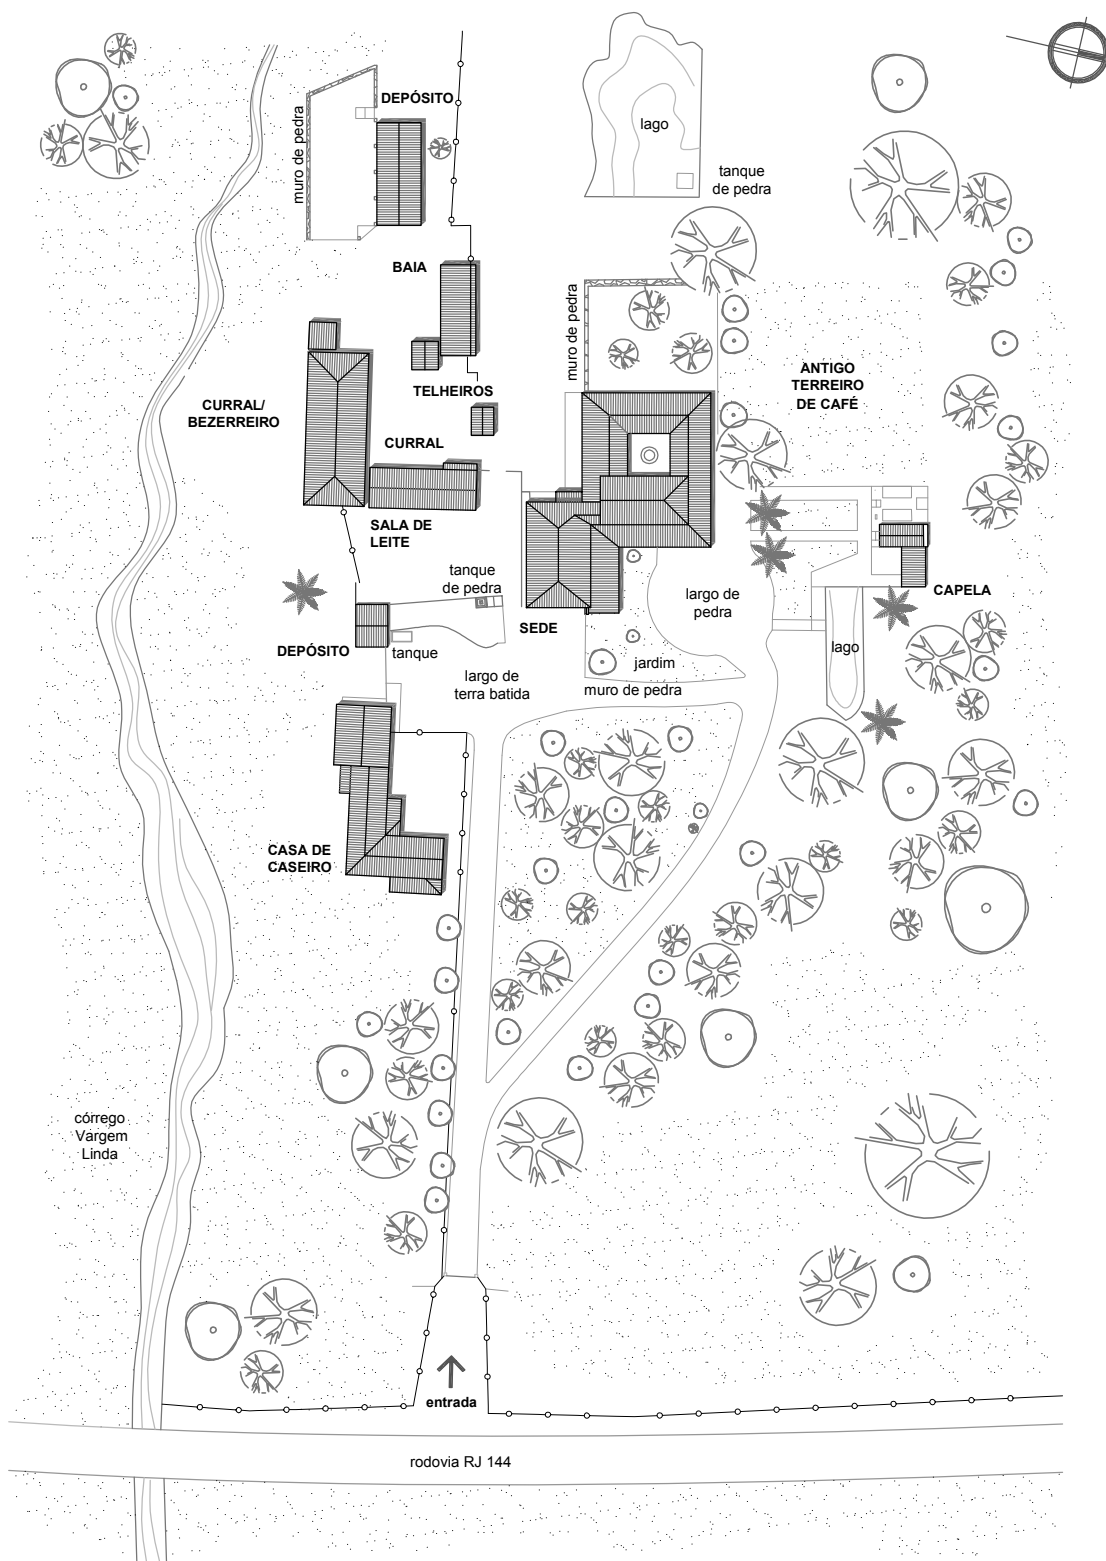 DEPÓSITO
muro de pedra
lago
tanque
de pedra
BAIA
muro de pedra
TELHEIROS
ANTIGO
TERREIRO
DE CAFÉ
CURRAL/
BEZERREIRO
CURRAL
SALA DE
LEITE
tanque
de pedra
CAPELA
largo de
pedra
SEDE
DEPÓSITO
tanque
lago
jardim
largo de
terra batida
muro de pedra
CASA DE
CASEIRO
córrego
Vargem
Linda
entrada
rodovia RJ 144